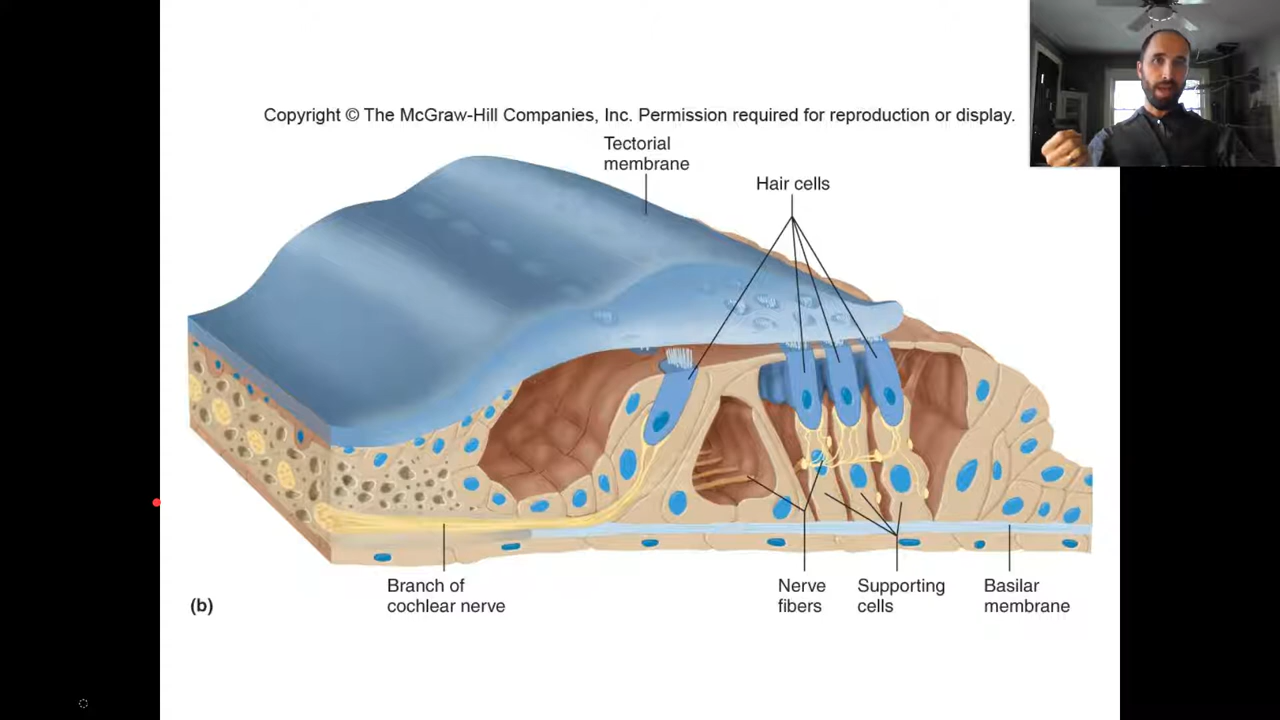 Copyright © The McGraw-Hill Companies, Inc. Permission required for reproduction or display.
Tectorial
membrane
Hair cells
Branch of
cochlear nerve
Nerve
fibers
Supporting
cells
Basilar
membrane
(b)